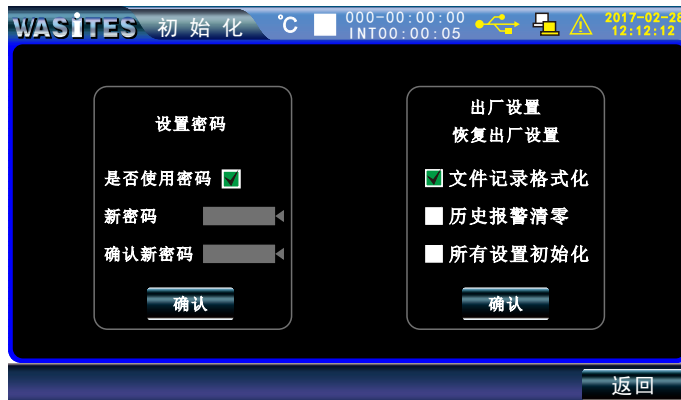 WASiTES 初始化 ℃ 000-00:00:00 2017-02-28
INT00:00:05 12:12:12
设置密码
是否使用密码
新密码
确认新密码
确认
出厂设置
恢复出厂设置
文件记录格式化
历史报警清零
所有设置初始化
确认
返回